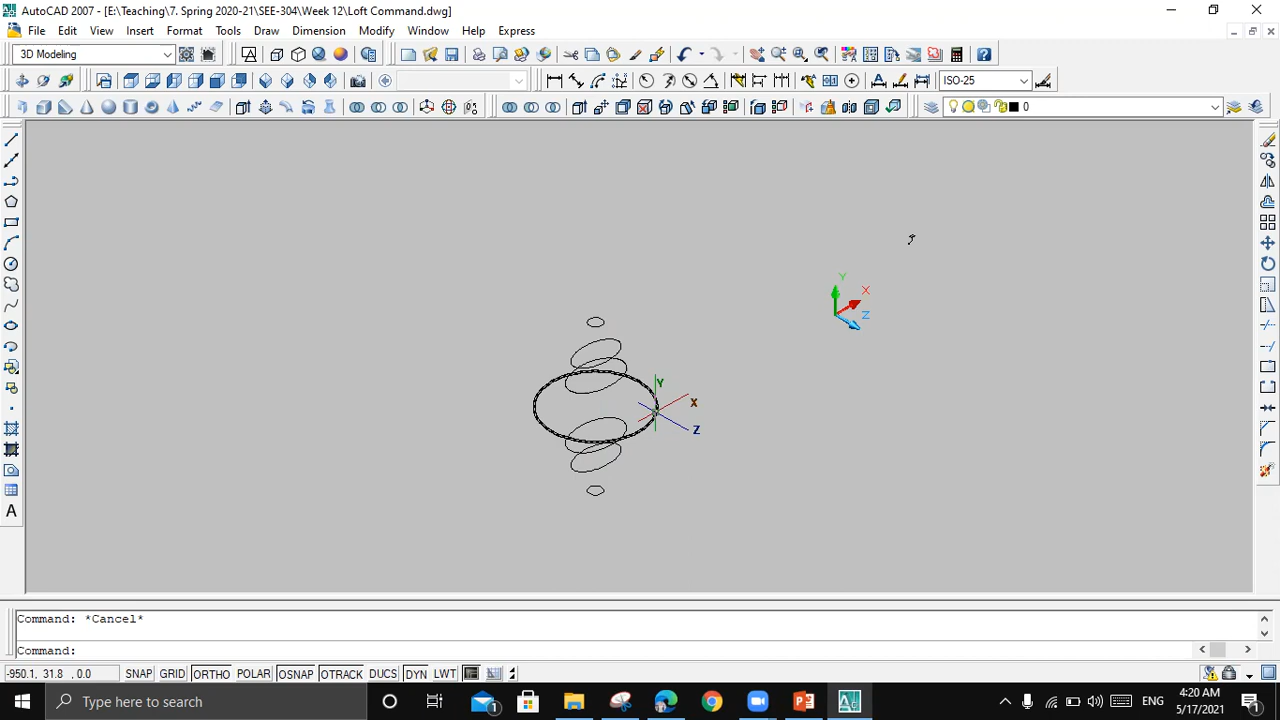 AutoCAD 2007 - [E:\Teaching\7. Spring 2020-21\SEE-304\Week 12\Loft Command.dwg]
File Edit View Insert Format Tools Draw Dimension Modify Window Help Express
3D Modeling
ISO-25
0
Y
X
Z
Y
X
Z
Command: *Cancel*
Command:
-950.1, 31.8 , 0.0 SNAP GRID ORTHO POLAR OSNAP OTRACK DUCS DYN LWT
Type here to search
ENG
4:20 AM
5/17/2021